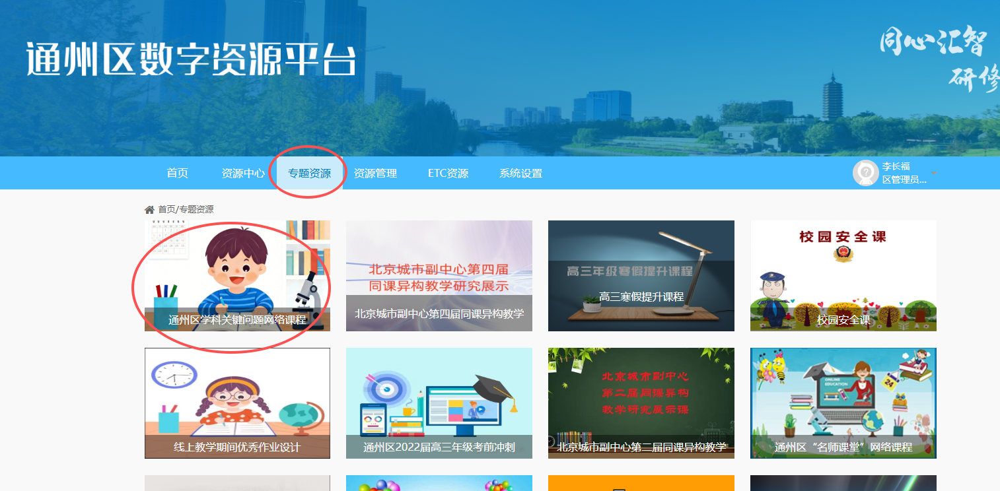 通州区数字资源平台
同心汇智
研修
首页
资源中心
专题资源
资源管理
ETC资源
系统设置
李长福
区管理员...
首页/专题资源
通州区学科关键问题网络课程
北京城市副中心第四届
同课异构教学研究展示
北京城市副中心第四届同课异构教学
高三年级寒假提升课程
高三寒假提升课程
校园安全课
校园安全课
线上教学期间优秀作业设计
通州区2022届高三年级考前冲刺
北京城市副中心
第二届同课异构
教学研究展示课
北京城市副中心第二届同课异构教学
ONLINE
EDUCATION
24
通州区“名师课堂”网络课程